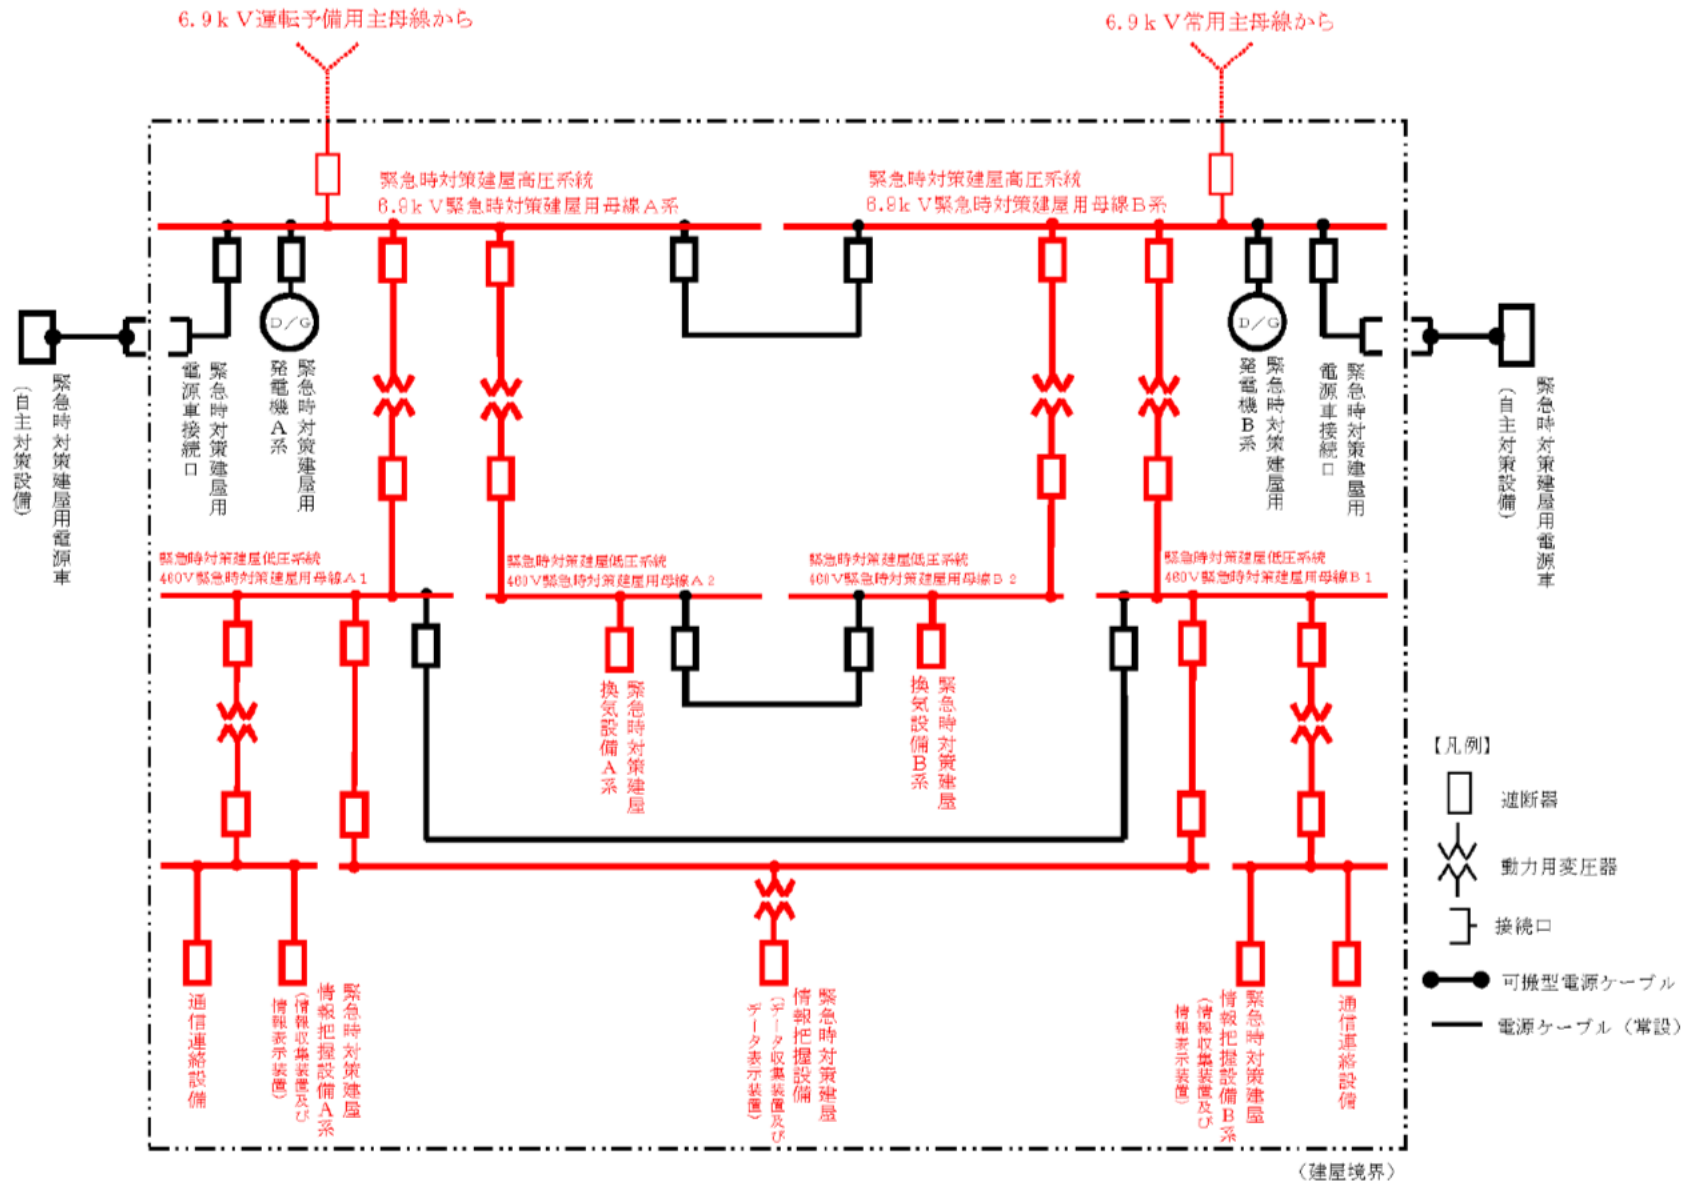 6.9kV運転予備用主母線から
6.9kV常用主母線から
緊急時対策建屋高圧系統
6.9kV緊急時対策建屋用母線A系
緊急時対策建屋高圧系統
6.9kV緊急時対策建屋用母線B系
緊急時対策建屋用電源車
(自主対策設備)
緊急時対策建屋用
電源車接続口
D/G
緊急時対策建屋用
発電機A系
D/G
緊急時対策建屋用
発電機B系
緊急時対策建屋用
電源車接続口
緊急時対策建屋用電源車
(自主対策設備)
緊急時対策建屋低圧系統
460V緊急時対策建屋用母線A1
緊急時対策建屋低圧系統
460V緊急時対策建屋用母線A2
緊急時対策建屋低圧系統
460V緊急時対策建屋用母線B2
緊急時対策建屋低圧系統
460V緊急時対策建屋用母線B1
緊急時対策建屋
換気設備A系
緊急時対策建屋
換気設備B系
通信連絡設備
緊急時対策建屋
情報把握設備A系
(情報収集装置及び
情報表示装置)
緊急時対策建屋
情報把握設備
(データ収集装置及び
データ表示装置)
緊急時対策建屋
情報把握設備B系
(情報収集装置及び
情報表示装置)
通信連絡設備
【凡例】
遮断器
動力用変圧器
接続口
可搬型電源ケーブル
電源ケーブル(常設)
(建屋境界)